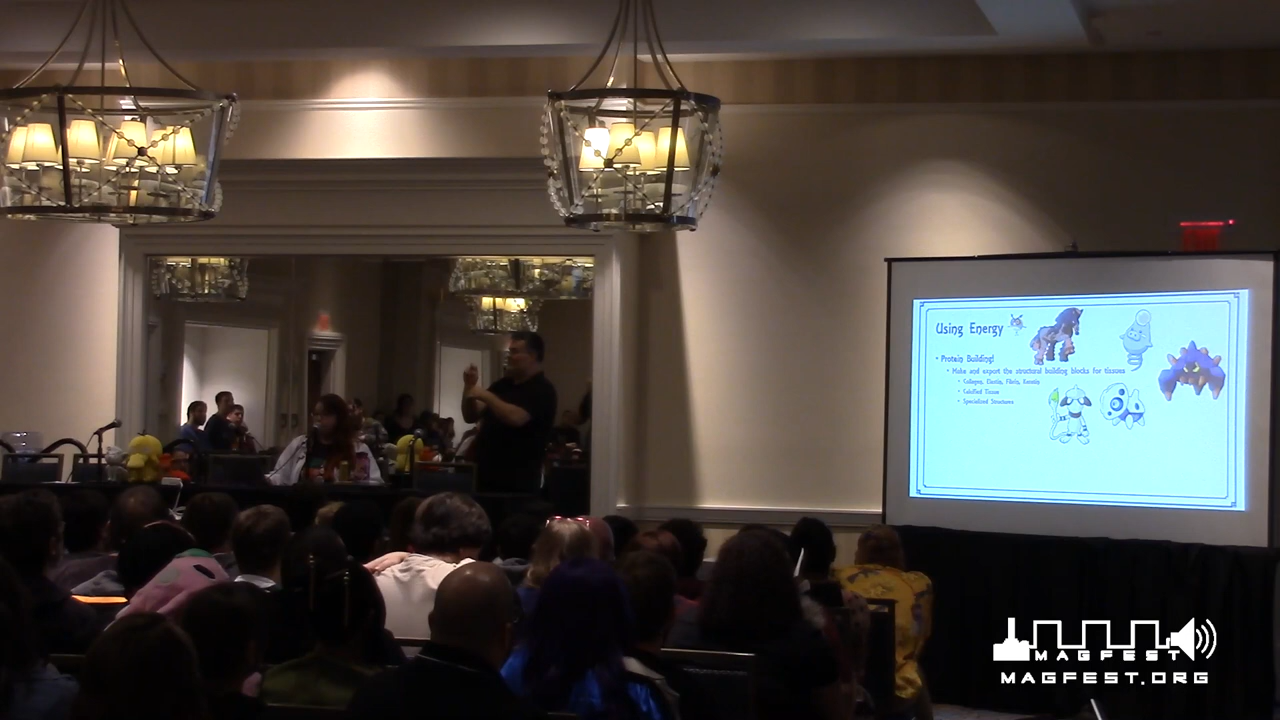 Using Energy
• Protein Building!
• Make and export the structural building blocks for tissues
• Collagen, Elastin, Fibrin, Keratin
• Calcified Tissue
• Specialized Structures
MAGFEST
MAGFEST.ORG